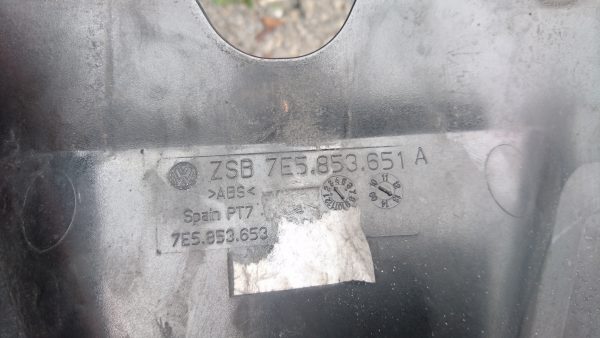 ZSB 7E5.853.651 A
>ABS<
Spain PT7
7E5.853.653